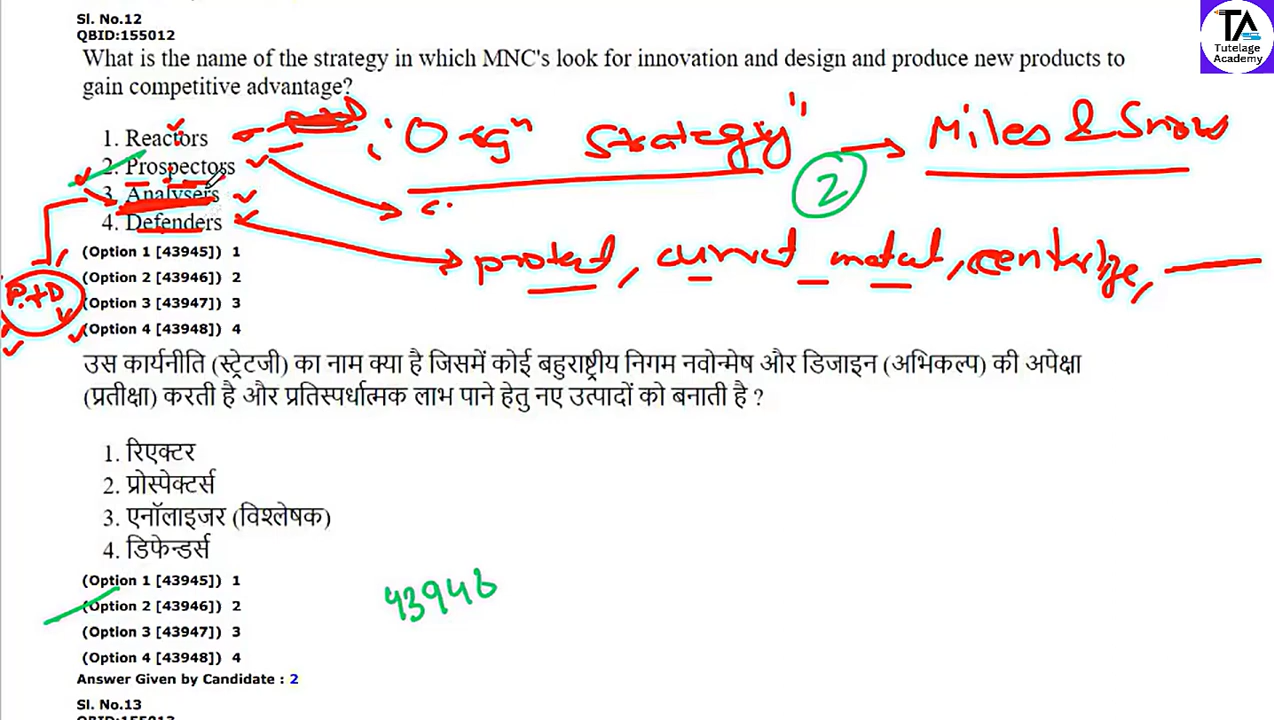 Sl. No.12
QBID:155012
TA
Tutelage
Academy
What is the name of the strategy in which MNC's look for innovation and design and produce new products to
gain competitive advantage?
1. Reactors
2. Prospectors
3. Analysers
4. Defenders
"Orgn Strategy" → Miles & Snow
2
protect, current market, centerlize,
P+D
(Option 1 [43945]) 1
(Option 2 [43946]) 2
(Option 3 [43947]) 3
(Option 4 [43948]) 4
उस कार्यनीति (स्ट्रेटजी) का नाम क्या है जिसमें कोई बहुराष्ट्रीय निगम नवोन्मेष और डिजाइन (अभिकल्प) की अपेक्षा
(प्रतीक्षा) करती है और प्रतिस्पर्धात्मक लाभ पाने हेतु नए उत्पादों को बनाती है ?
1. रिएक्टर
2. प्रोस्पेक्टर्स
3. एनॉलाइजर (विश्लेषक)
4. डिफेन्डर्स
(Option 1 [43945]) 1
(Option 2 [43946]) 2
(Option 3 [43947]) 3
(Option 4 [43948]) 4
43946
Answer Given by Candidate : 2
Sl. No.13
QBID:155013